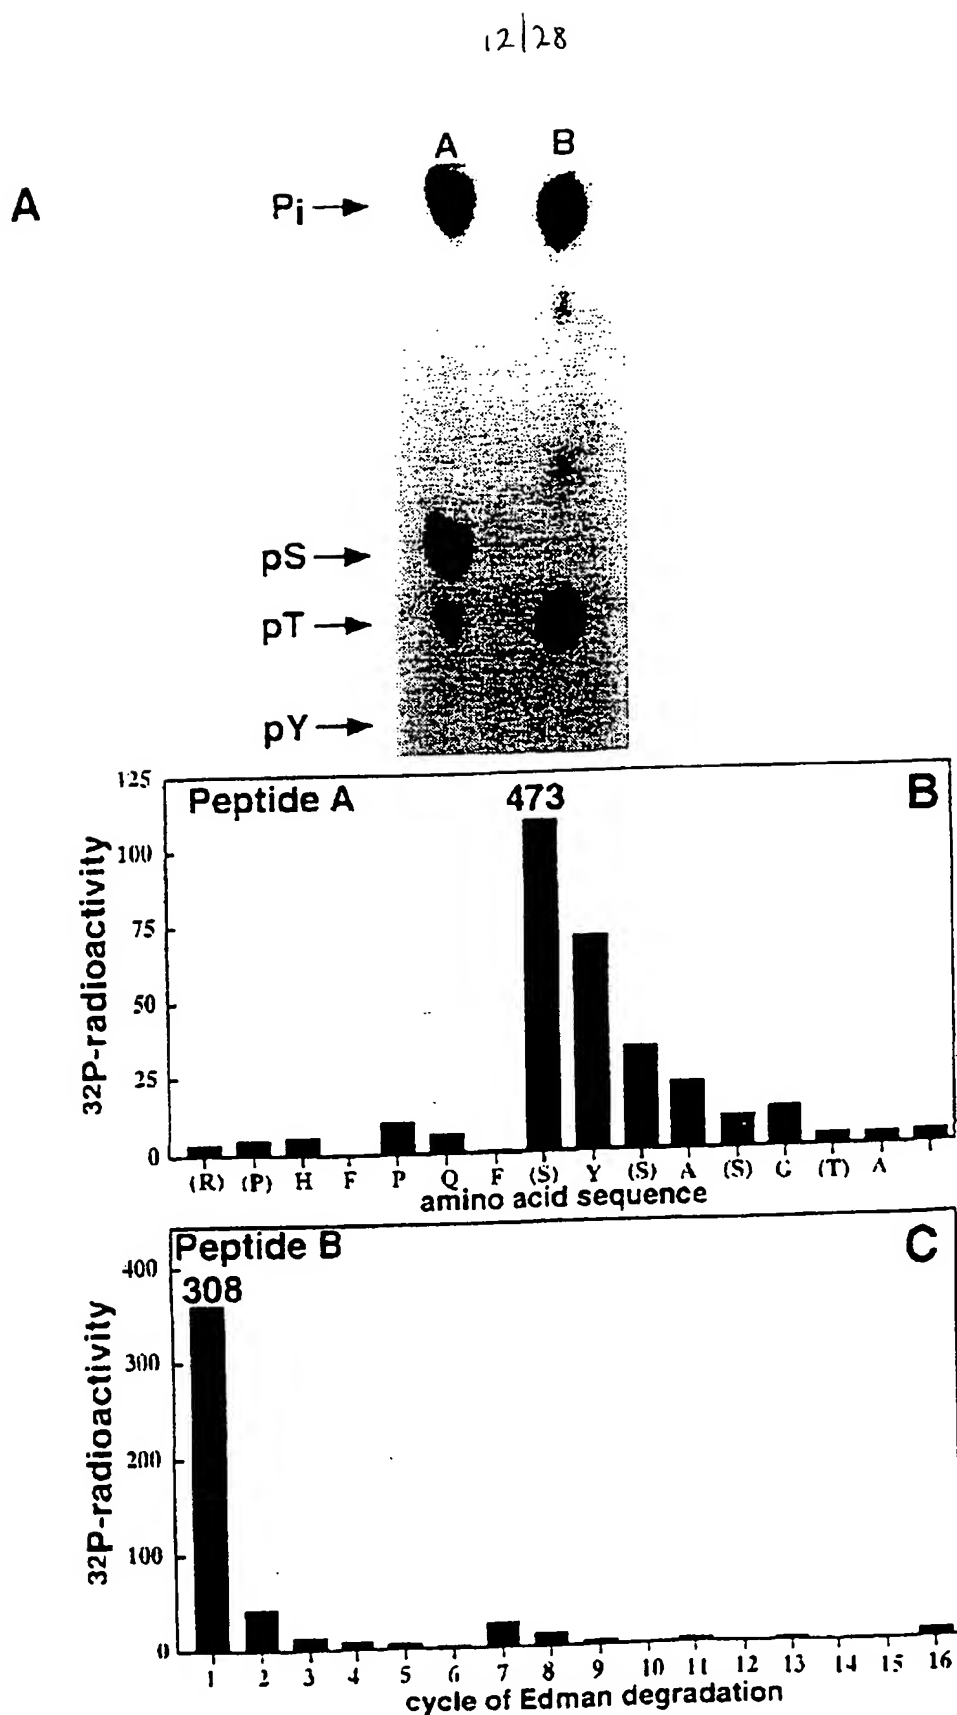 12/28
A B
A
Pi
pS
pT
pY
Peptide A
473
B
125
100
75
50
25
0
32P-radioactivity
(R) (P) H F P Q F (S) Y (S) A (S) G (T) A
amino acid sequence
Peptide B
308
C
400
300
200
100
0
32P-radioactivity
1 2 3 4 5 6 7 8 9 10 11 12 13 14 15 16
cycle of Edman degradation